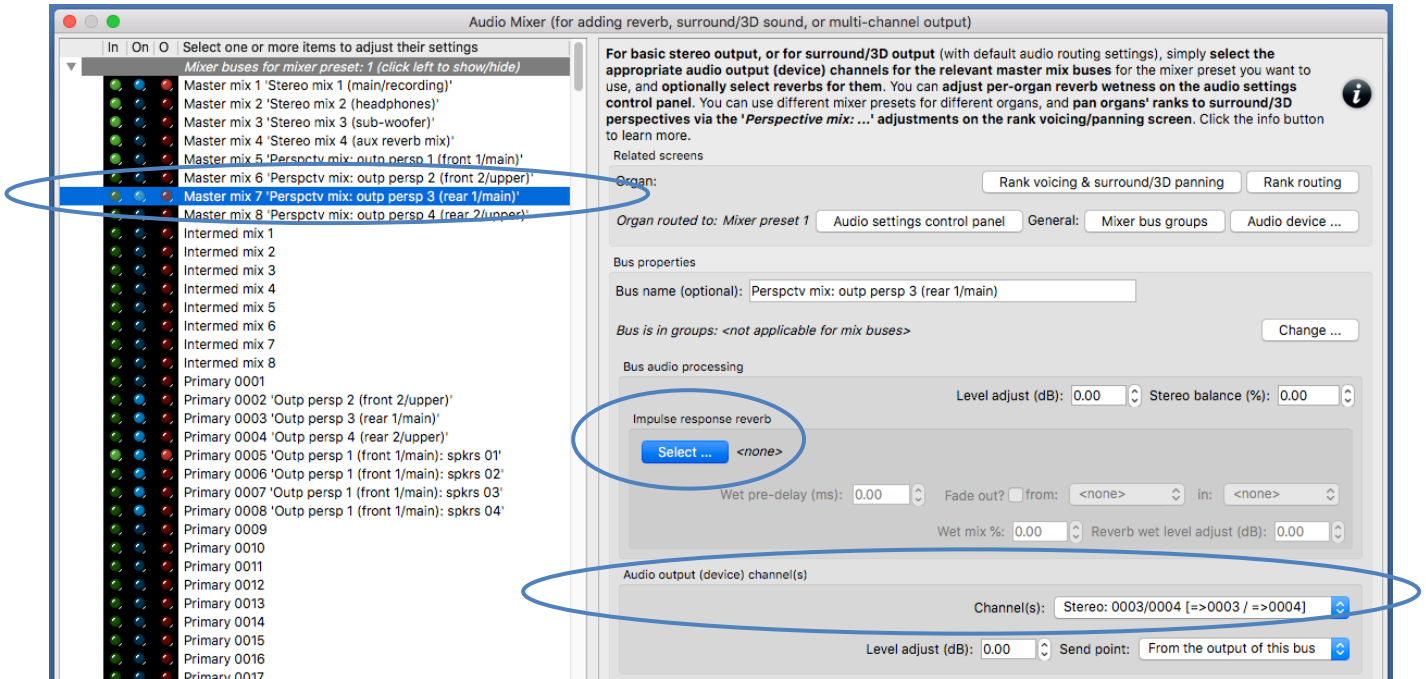 Audio Mixer (for adding reverb, surround/3D sound, or multi-channel output)
In On O Select one or more items to adjust their settings
Mixer buses for mixer preset: 1 (click left to show/hide)
Master mix 1 'Stereo mix 1 (main/recording)'
Master mix 2 'Stereo mix 2 (headphones)'
Master mix 3 'Stereo mix 3 (sub-woofer)'
Master mix 4 'Stereo mix 4 (aux reverb mix)'
Master mix 5 'Perspctv mix: outp persp 1 (front 1/main)'
Master mix 6 'Perspctv mix: outp persp 2 (front 2/upper)'
Master mix 7 'Perspctv mix: outp persp 3 (rear 1/main)'
Master mix 8 'Perspctv mix: outp persp 4 (rear 2/upper)'
Intermed mix 1
Intermed mix 2
Intermed mix 3
Intermed mix 4
Intermed mix 5
Intermed mix 6
Intermed mix 7
Intermed mix 8
Primary 0001
Primary 0002 'Outp persp 2 (front 2/upper)'
Primary 0003 'Outp persp 3 (rear 1/main)'
Primary 0004 'Outp persp 4 (rear 2/upper)'
Primary 0005 'Outp persp 1 (front 1/main): spkrs 01'
Primary 0006 'Outp persp 1 (front 1/main): spkrs 02'
Primary 0007 'Outp persp 1 (front 1/main): spkrs 03'
Primary 0008 'Outp persp 1 (front 1/main): spkrs 04'
Primary 0009
Primary 0010
Primary 0011
Primary 0012
Primary 0013
Primary 0014
Primary 0015
Primary 0016
Primary 0017
For basic stereo output, or for surround/3D output (with default audio routing settings), simply select the
appropriate audio output (device) channels for the relevant master mix buses for the mixer preset you want to
use, and optionally select reverbs for them. You can adjust per-organ reverb wetness on the audio settings
control panel. You can use different mixer presets for different organs, and pan organs' ranks to surround/3D
perspectives via the 'Perspective mix: ...' adjustments on the rank voicing/panning screen. Click the info button
to learn more.
i
Related screens
Organ: Rank voicing & surround/3D panning Rank routing
Organ routed to: Mixer preset 1 Audio settings control panel General: Mixer bus groups Audio device ...
Bus properties
Bus name (optional): Perspctv mix: outp persp 3 (rear 1/main)
Bus is in groups: <not applicable for mix buses> Change ...
Bus audio processing
Level adjust (dB): 0.00 Stereo balance (%): 0.00
Impulse response reverb
Select ... <none>
Wet pre-delay (ms): 0.00 Fade out? from: <none> in: <none>
Wet mix %: 0.00 Reverb wet level adjust (dB): 0.00
Audio output (device) channel(s)
Channel(s): Stereo: 0003/0004 [=>0003 / =>0004]
Level adjust (dB): 0.00 Send point: From the output of this bus